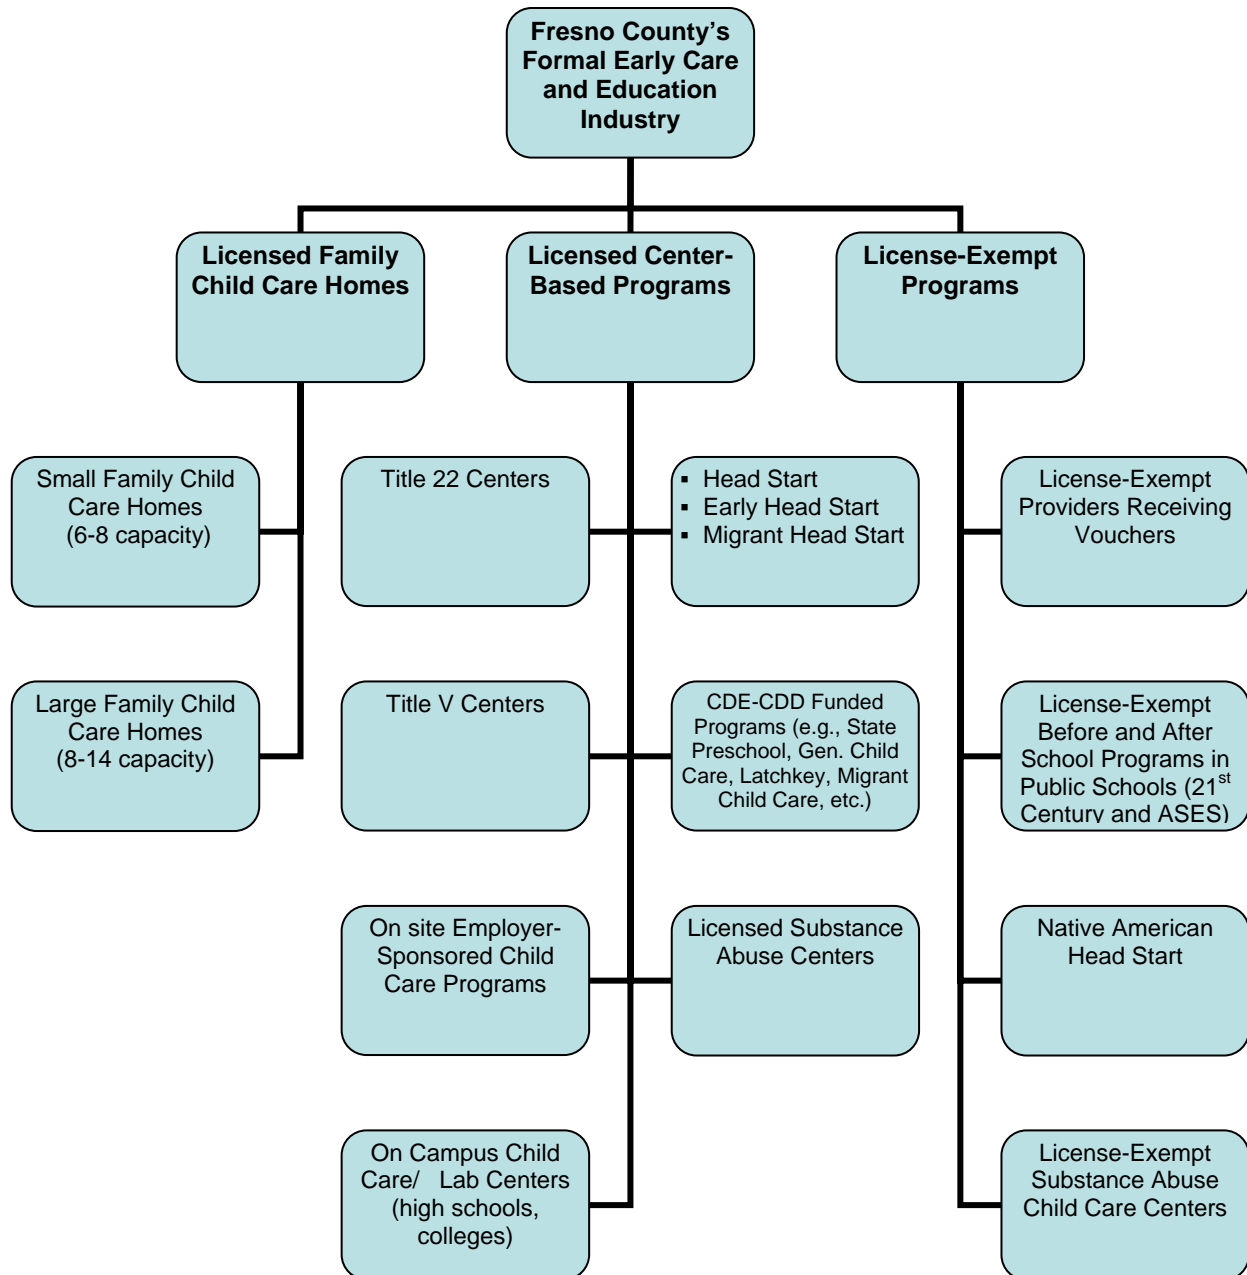 Fresno County’s
Formal Early Care
and Education
Industry
Licensed Family
Child Care Homes
Licensed Center-
Based Programs
License-Exempt
Programs
Small Family Child
Care Homes
(6-8 capacity)
Title 22 Centers
▪ Head Start
▪ Early Head Start
▪ Migrant Head Start
License-Exempt
Providers Receiving
Vouchers
Large Family Child
Care Homes
(8-14 capacity)
Title V Centers
CDE-CDD Funded
Programs (e.g., State
Preschool, Gen. Child
Care, Latchkey, Migrant
Child Care, etc.)
License-Exempt
Before and After
School Programs in
Public Schools (21st
Century and ASES)
On site Employer-
Sponsored Child
Care Programs
Licensed Substance
Abuse Centers
Native American
Head Start
On Campus Child
Care/ Lab Centers
(high schools,
colleges)
License-Exempt
Substance Abuse
Child Care Centers